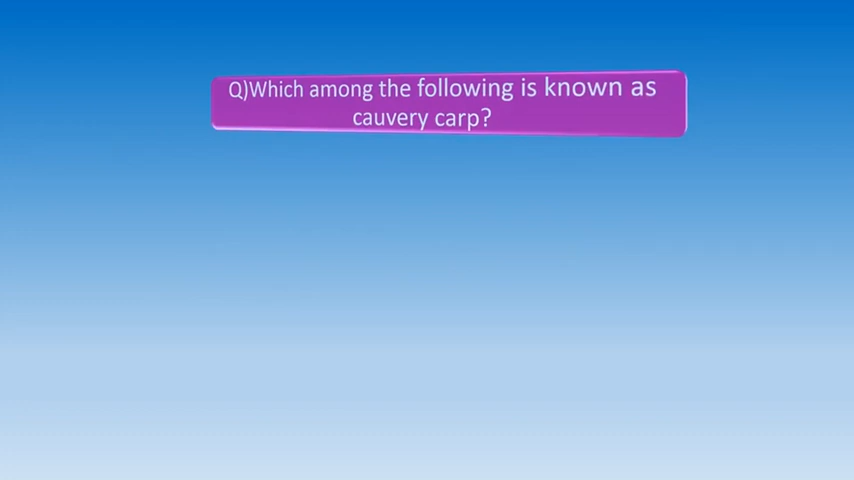 Q)Which among the following is known as
cauvery carp?